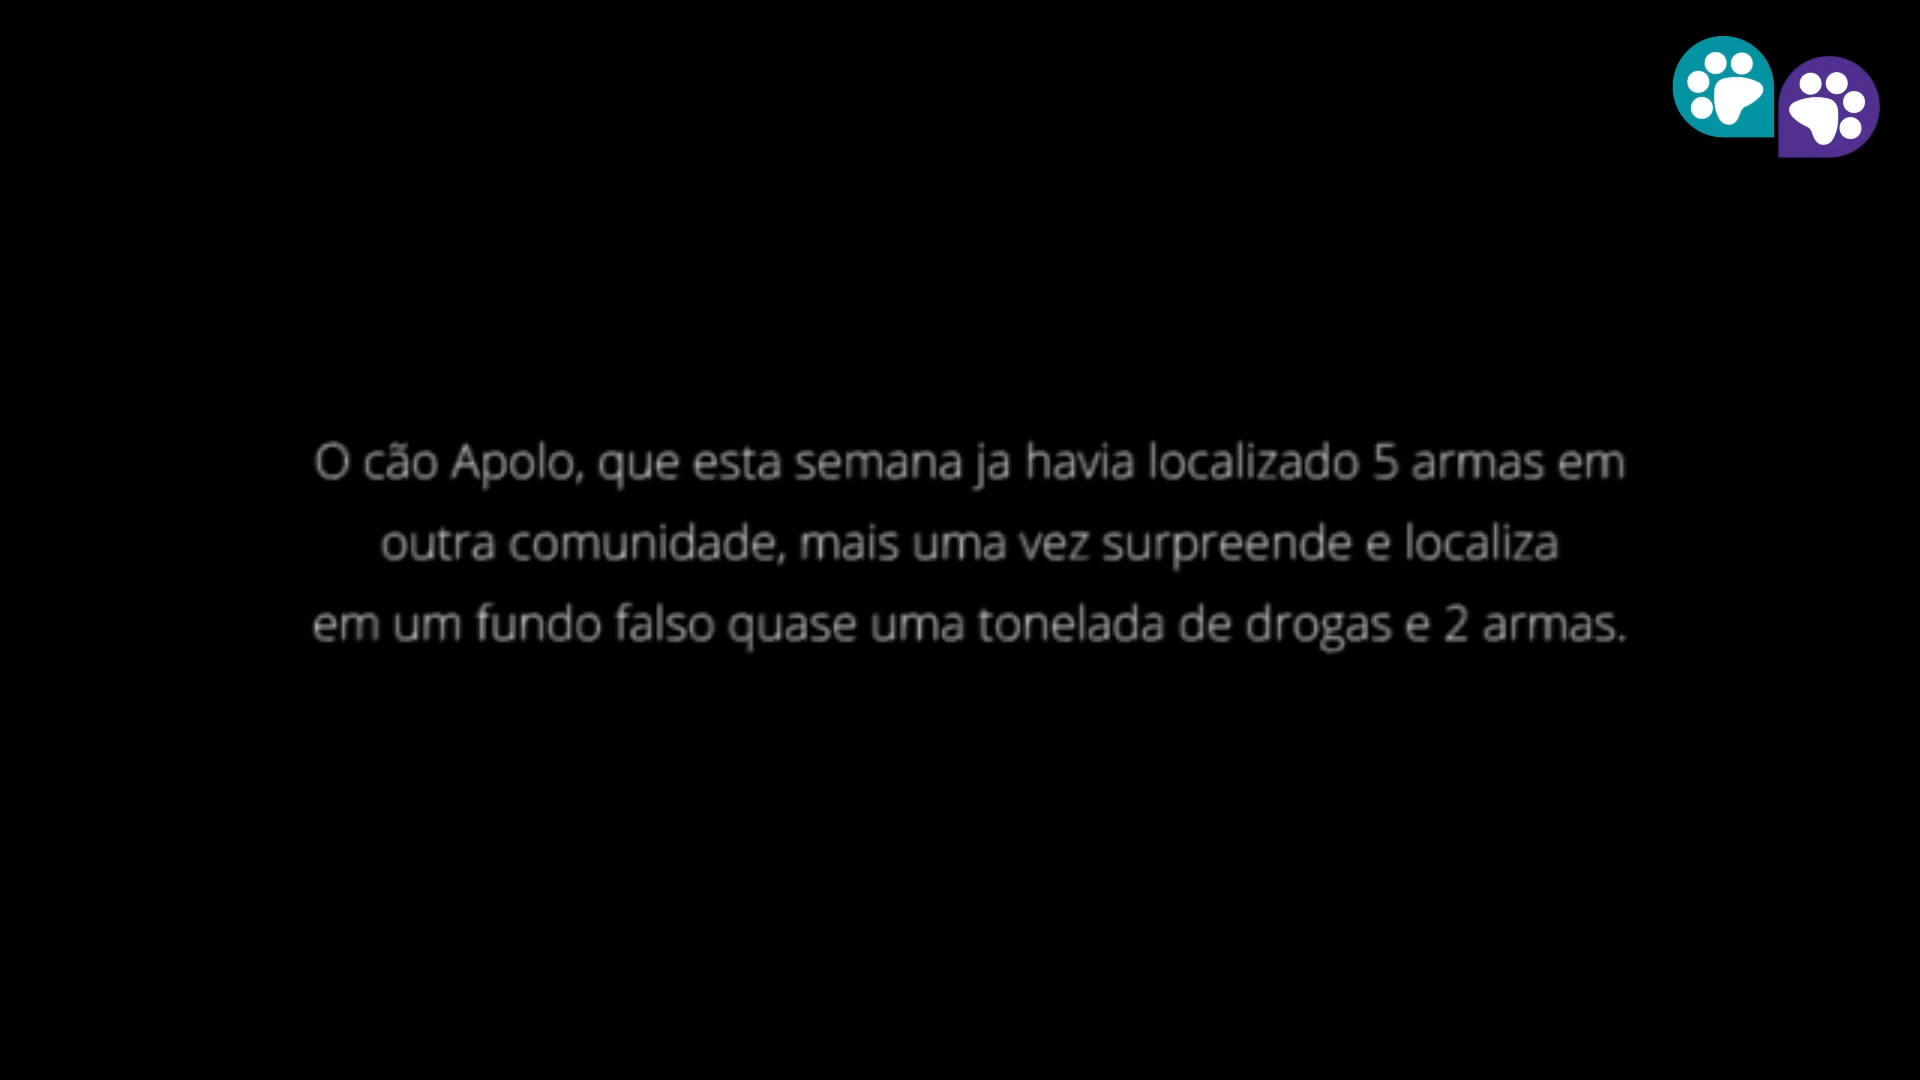 O cão Apolo, que esta semana ja havia localizado 5 armas em
outra comunidade, mais uma vez surpreende e localiza
em um fundo falso quase uma tonelada de drogas e 2 armas.